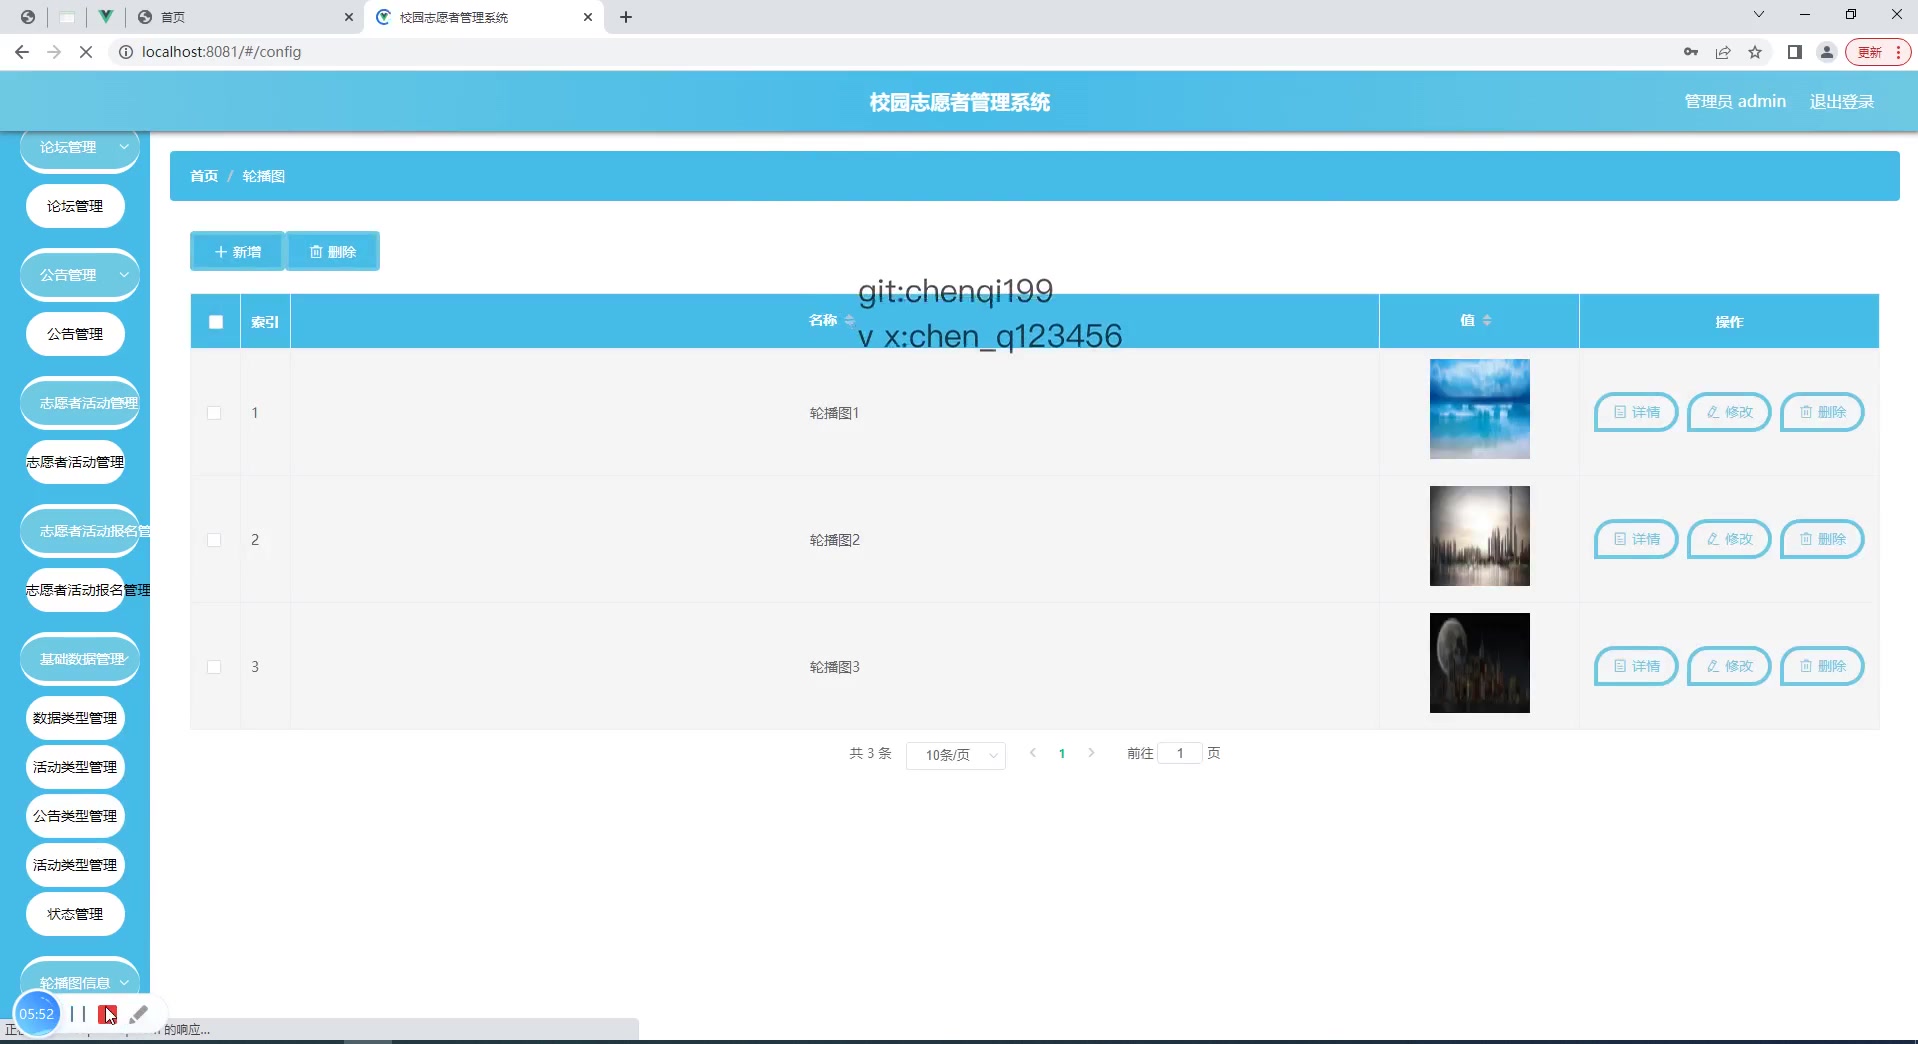 首页
校园志愿者管理系统
localhost:8081/#/config
更新
校园志愿者管理系统
管理员 admin
退出登录
论坛管理
论坛管理
公告管理
公告管理
志愿者活动管理
志愿者活动管理
志愿者活动报名管
志愿者活动报名管理
基础数据管理
数据类型管理
活动类型管理
公告类型管理
活动类型管理
状态管理
轮播图信息
首页 / 轮播图
新增
删除
git:chenqi199
v x:chen_q123456
索引 名称 值 操作
1 轮播图1 详情 修改 删除
2 轮播图2 详情 修改 删除
3 轮播图3 详情 修改 删除
共 3 条 10条/页 1 前往 1 页
05:52
的响应...